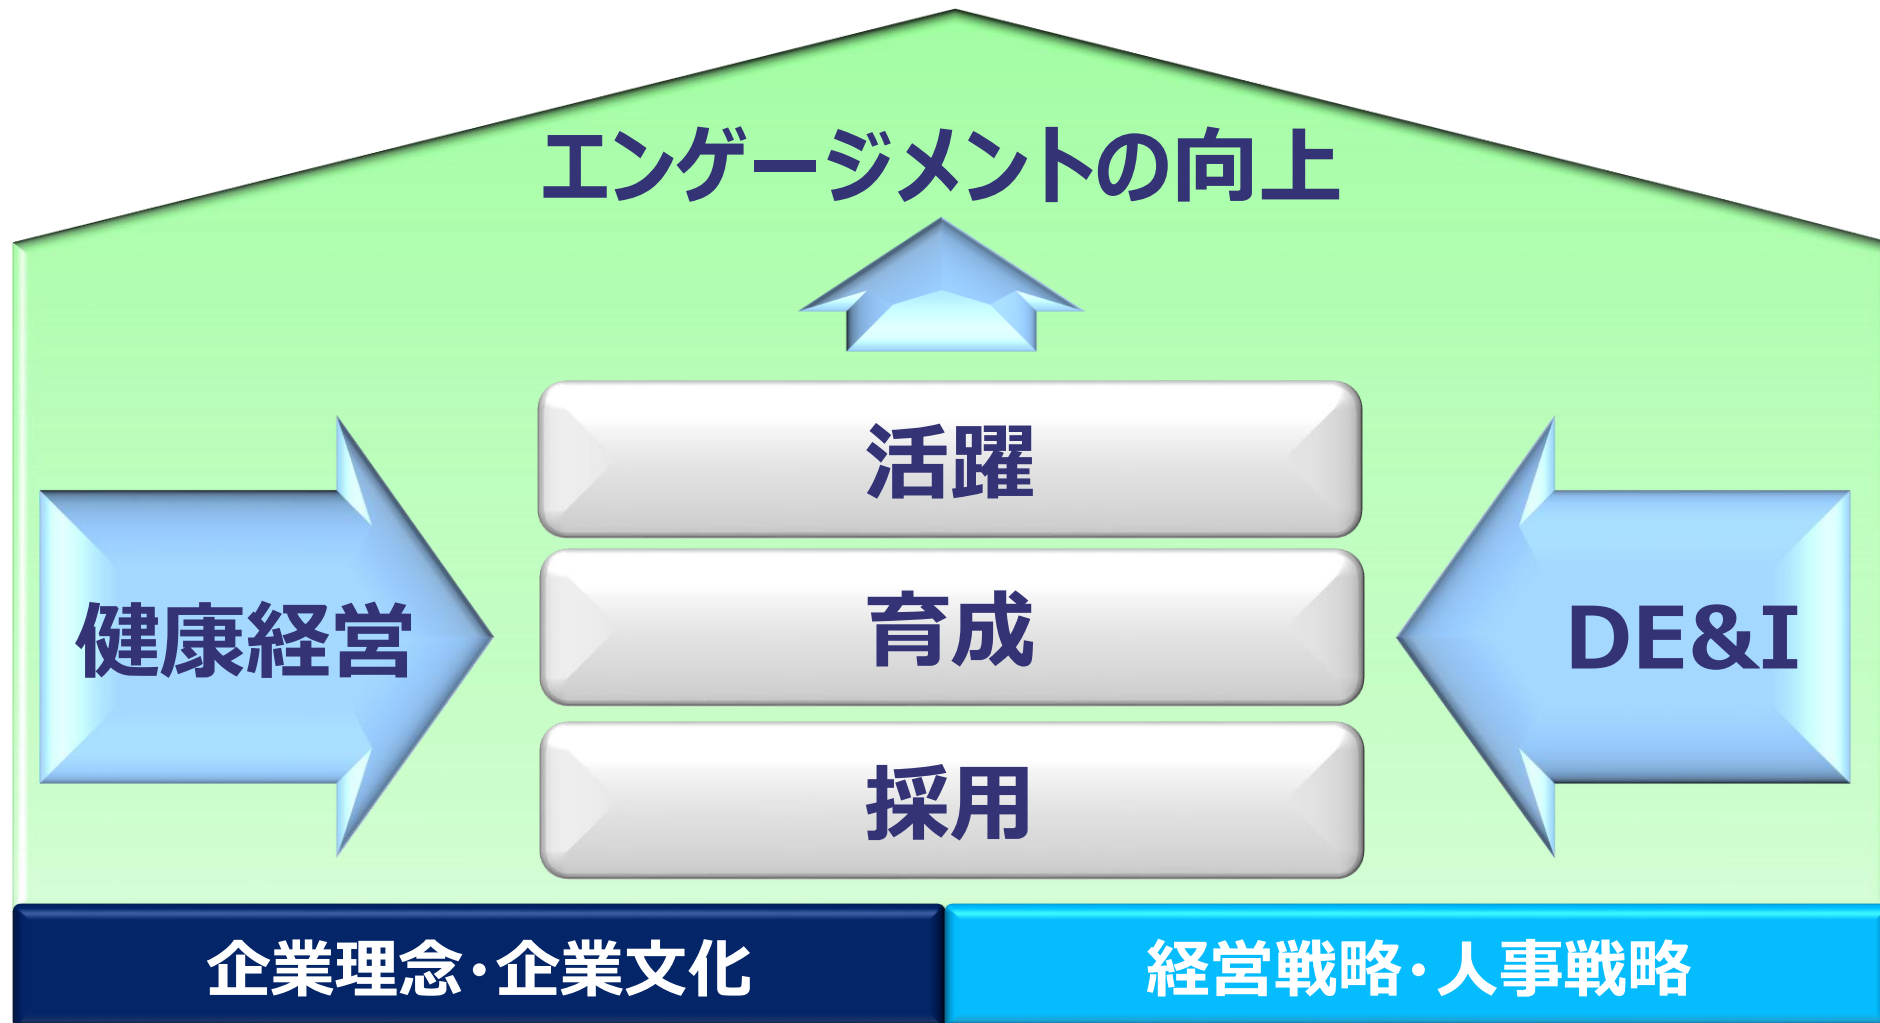 エンゲージメントの向上
活躍
育成
採用
健康経営
DE&I
企業理念・企業文化
経営戦略・人事戦略